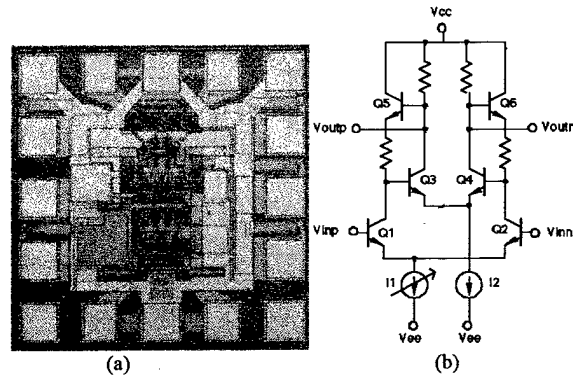 Vcc
Q5
Q6
Voutp
Voutn
Q3
Q4
Vinp
Q1
Q2
Vinn
I1
I2
Vee
Vee
(a)
(b)